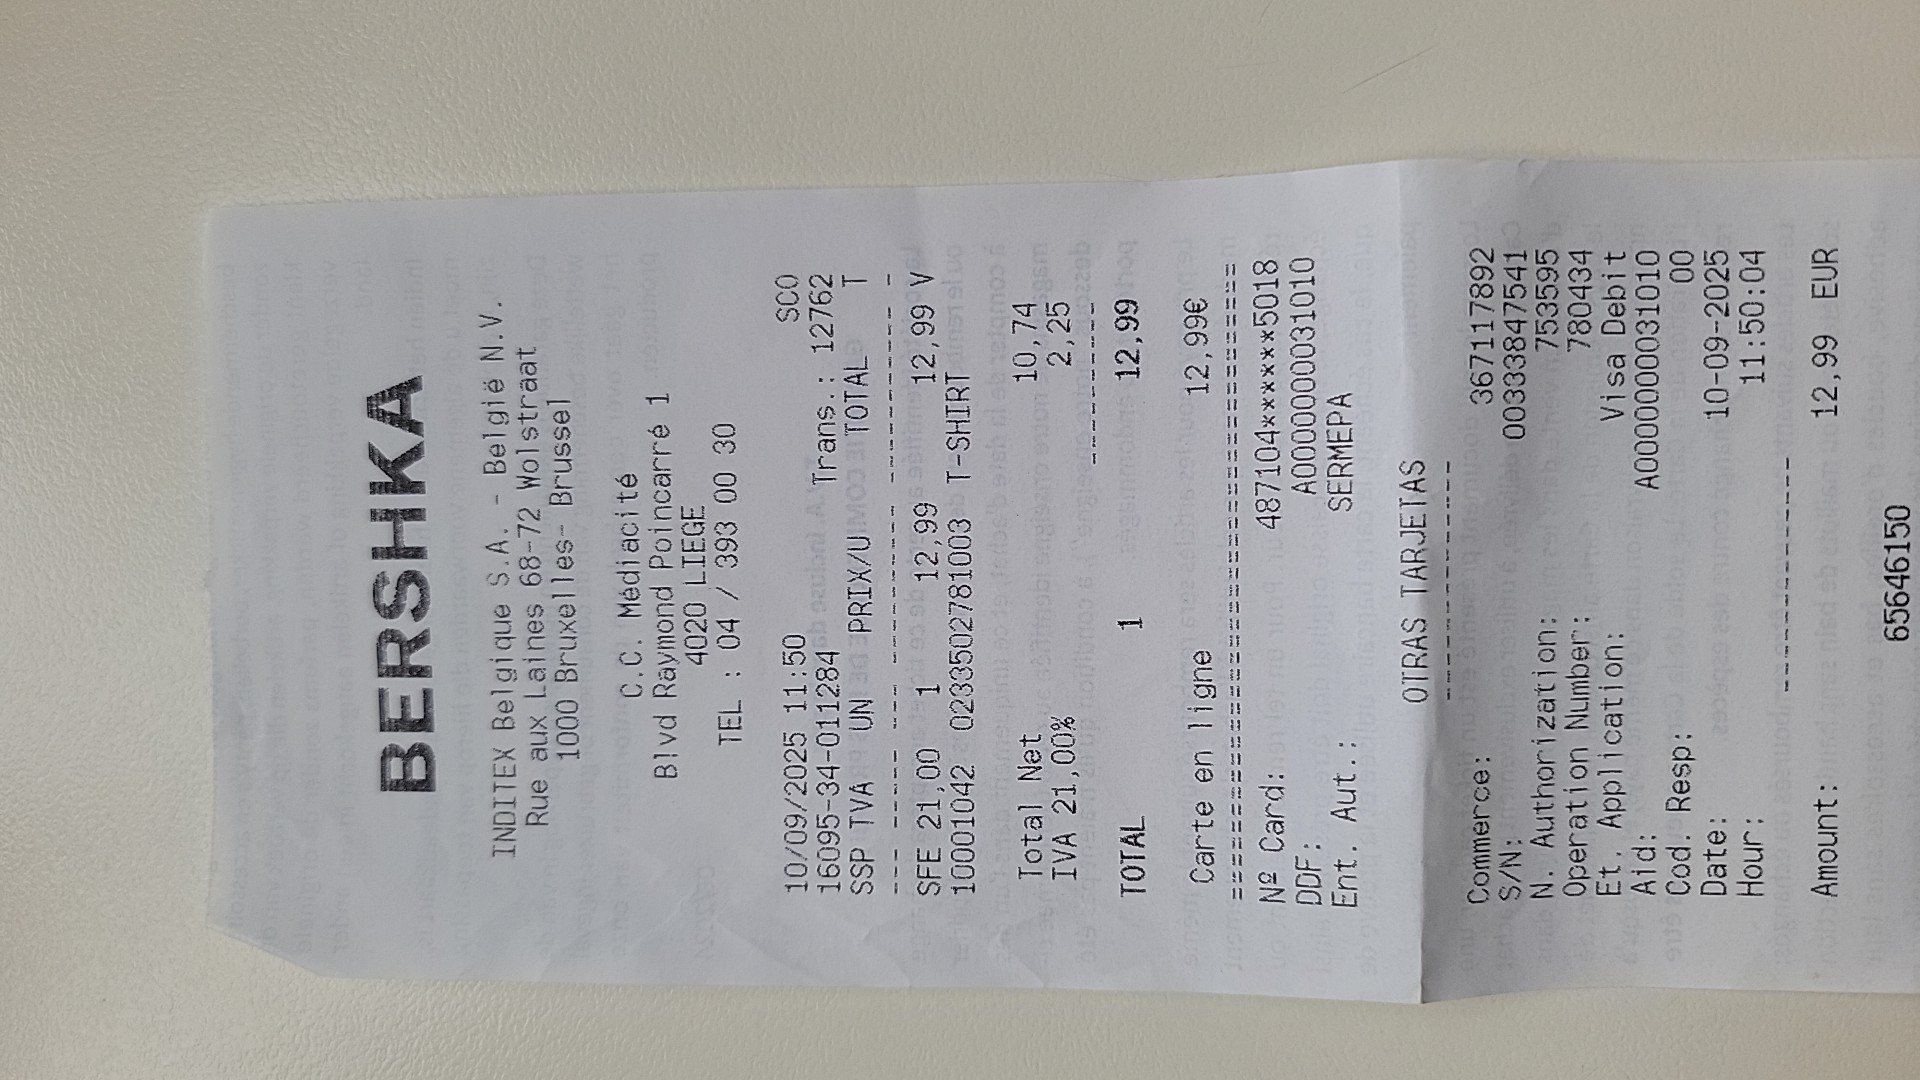 BERSHKA
INDITEX Belgique S.A. - België N.V.
Rue aux Laines 68-72 Wolstraat
1000 Bruxelles- Brussel
C.C. Médiacité
Blvd Raymond Poincarré 1
4020 LIEGE
TEL : 04 / 393 00 30
10/09/2025 11:50 SCO
16095-34-011284 Trans.: 12762
SSP TVA UN PRIX/U TOTAL T
--- ----- --- ------- ------- -
SFE 21,00 1 12,99 12,99 V
10001042 02335027810​03 T-SHIRT
Total Net 10,74
IVA 21,00% 2,25
----------
TOTAL 1 12,99
Carte en ligne 12,99€
========================================
Nº Card: 487104******5018
DDF: A0000000031010
Ent. Aut.: SERMEPA
OTRAS TARJETAS
----------------
Commerce: 367117892
S/N: 00333847541
N. Authorization: 753595
Operation Number: 780434
Et. Application: Visa Debit
Aid: A0000000031010
Cod. Resp: 00
Date: 10-09-2025
Hour: 11:50:04
----------------
Amount: 12,99 EUR
65646150